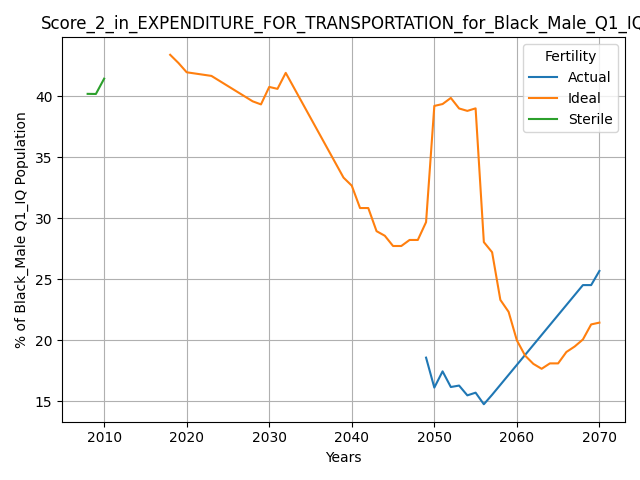 Score_2_in_EXPENDITURE_FOR_TRANSPORTATION_for_Black_Male_Q1_IQ
Fertility
Actual
Ideal
Sterile
% of Black_Male Q1_IQ Population
40
35
30
25
20
15
2010 2020 2030 2040 2050 2060 2070
Years